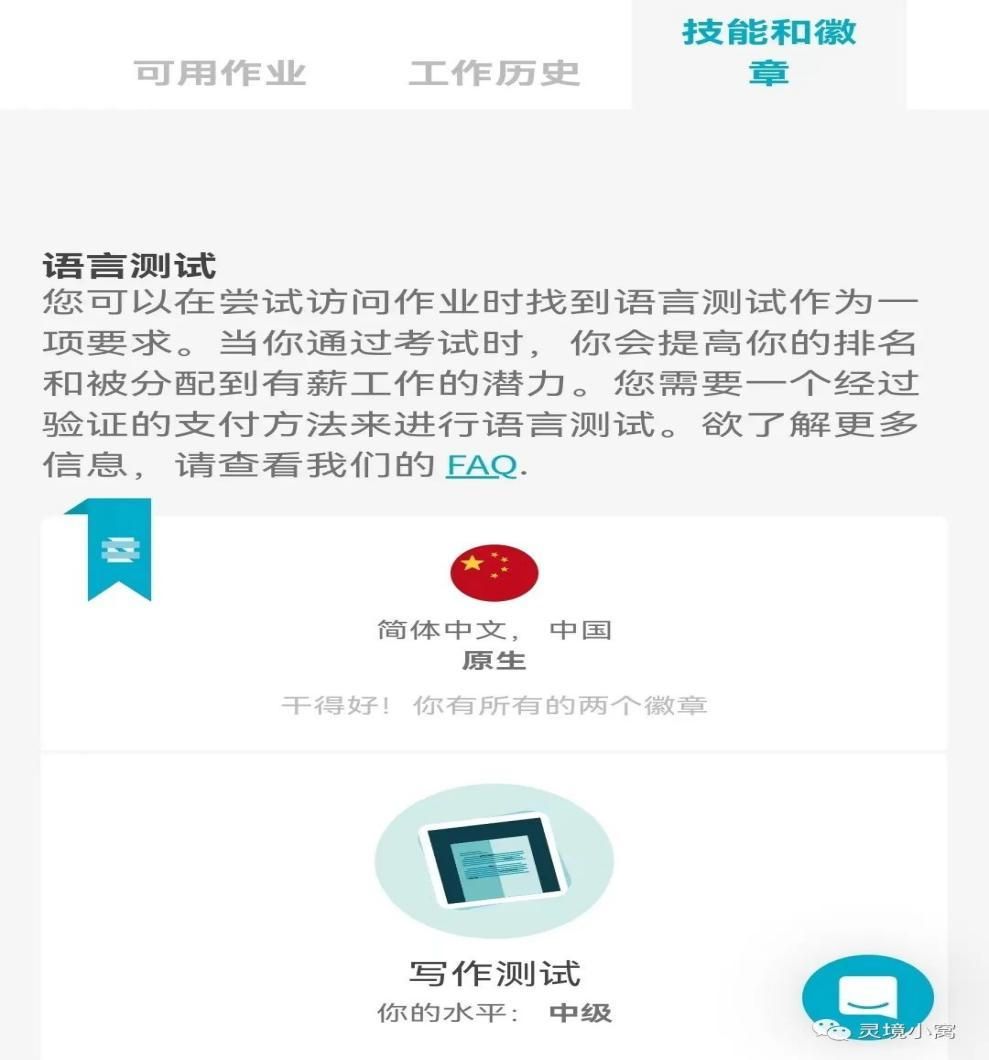 可用作业
工作历史
技能和徽
章
语言测试
您可以在尝试访问作业时找到语言测试作为一
项要求。当你通过考试时，你会提高你的排名
和被分配到有薪工作的潜力。您需要一个经过
验证的支付方法来进行语言测试。欲了解更多
信息，请查看我们的 FAQ.
简体中文， 中国
原生
干得好！你有所有的两个徽章
写作测试
你的水平： 中级
灵境小窝